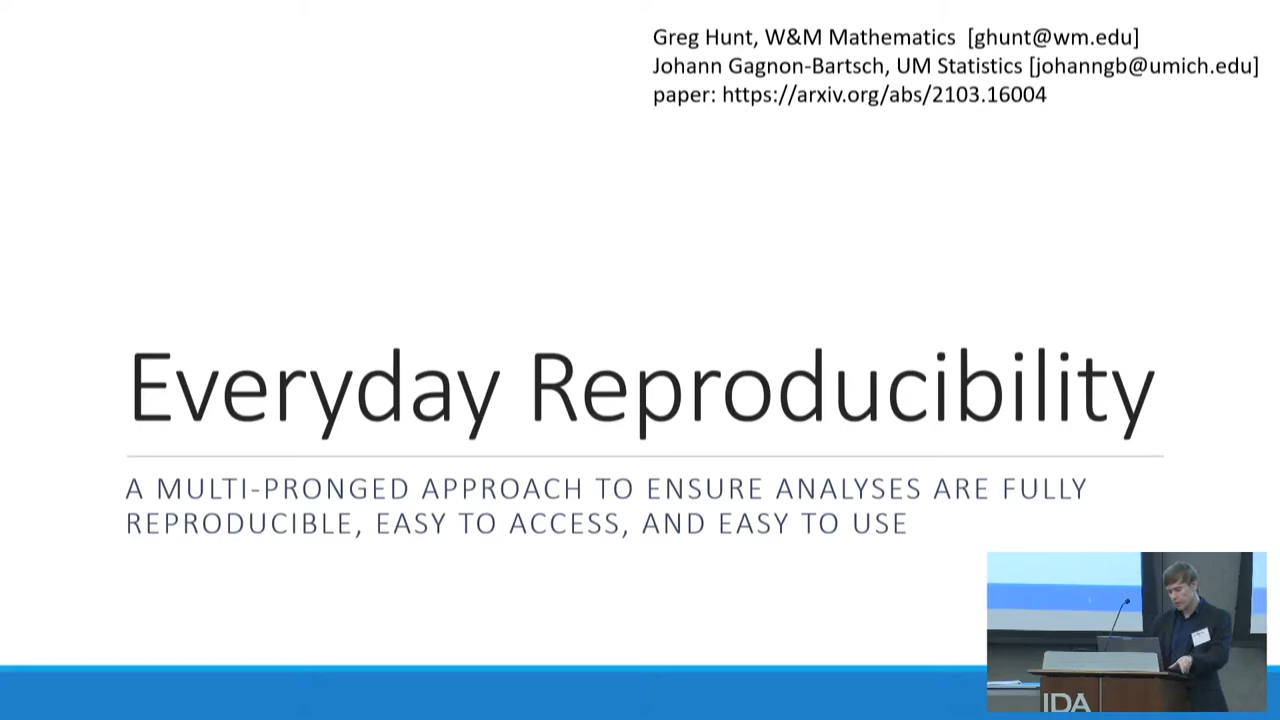 Greg Hunt, W&M Mathematics [ghunt@wm.edu]
Johann Gagnon-Bartsch, UM Statistics [johanngb@umich.edu]
paper: https://arxiv.org/abs/2103.16004
Everyday Reproducibility
A MULTI-PRONGED APPROACH TO ENSURE ANALYSES ARE FULLY
REPRODUCIBLE, EASY TO ACCESS, AND EASY TO USE
IDA